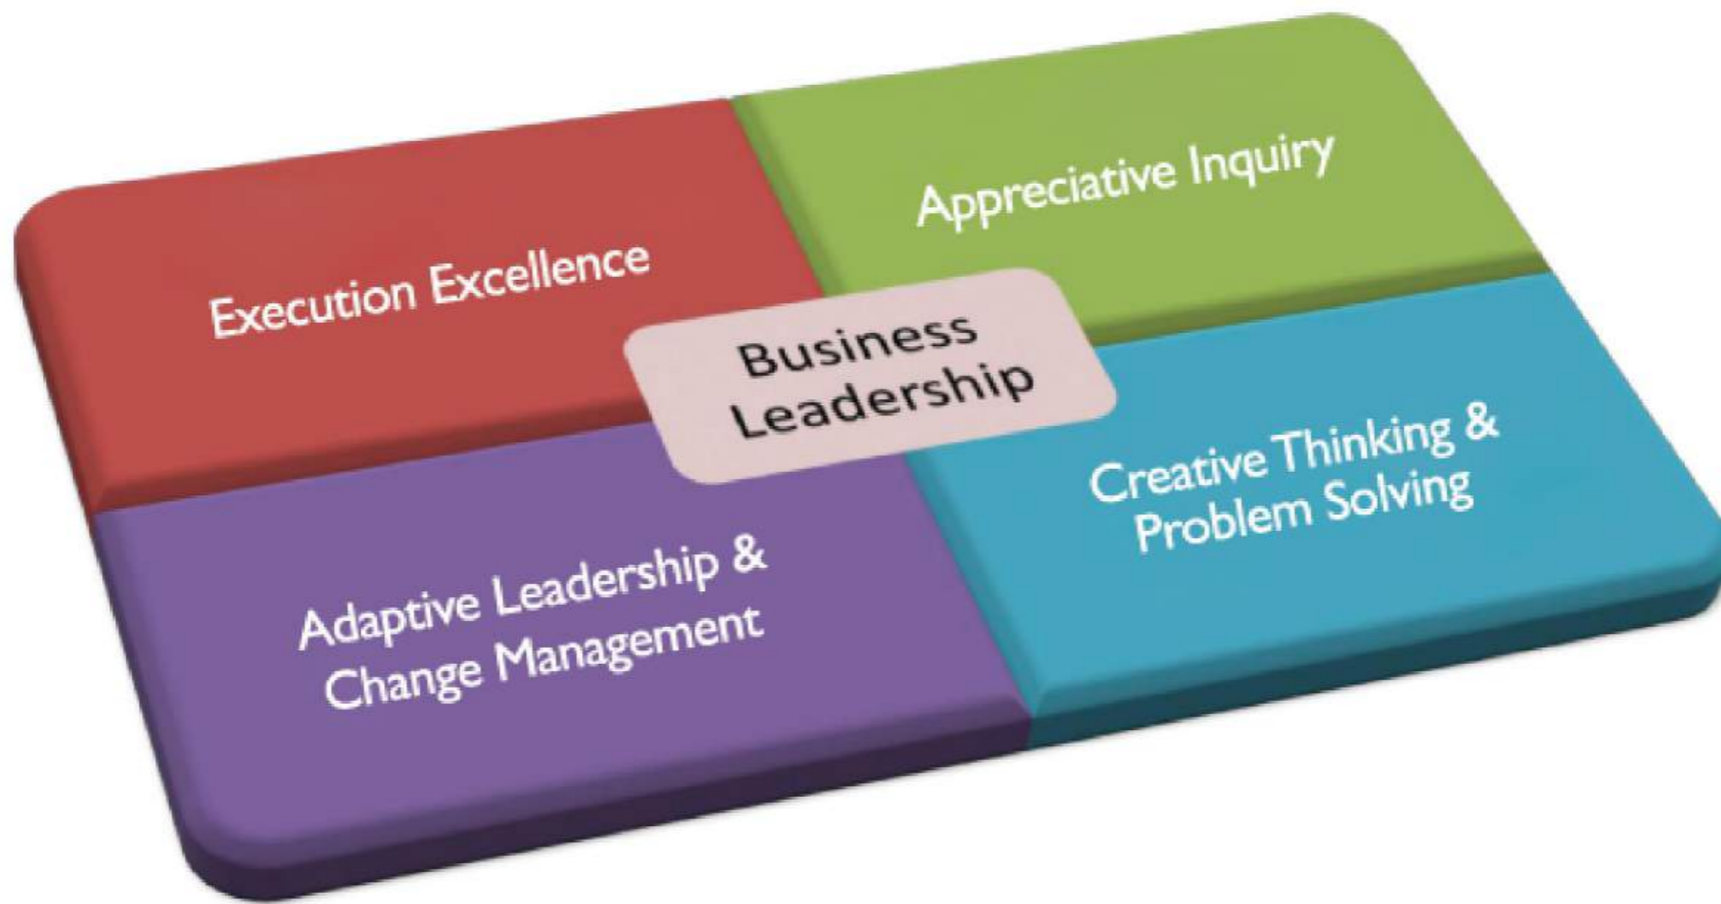 Execution Excellence
Appreciative Inquiry
Business
Leadership
Adaptive Leadership &
Change Management
Creative Thinking &
Problem Solving